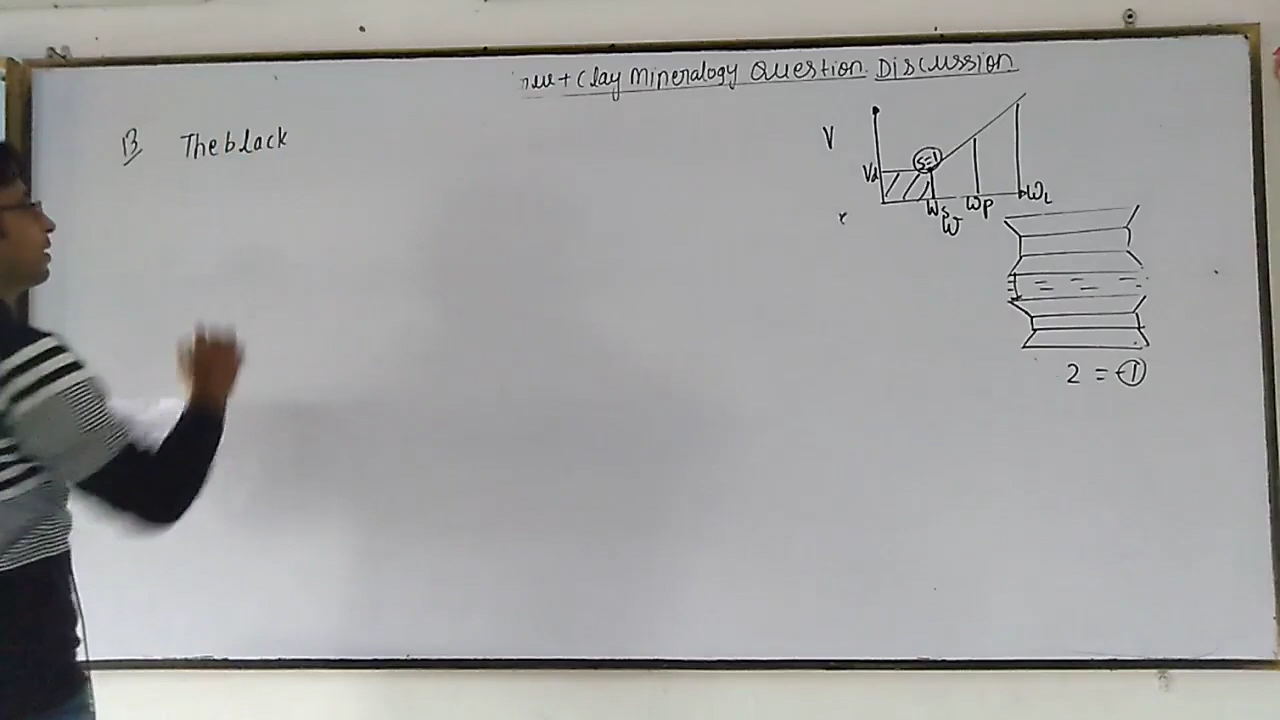 + Clay Mineralogy Question Discussion
13 The black
V
Vd
S=1
Ws
Wp
WL
W
2 = 1